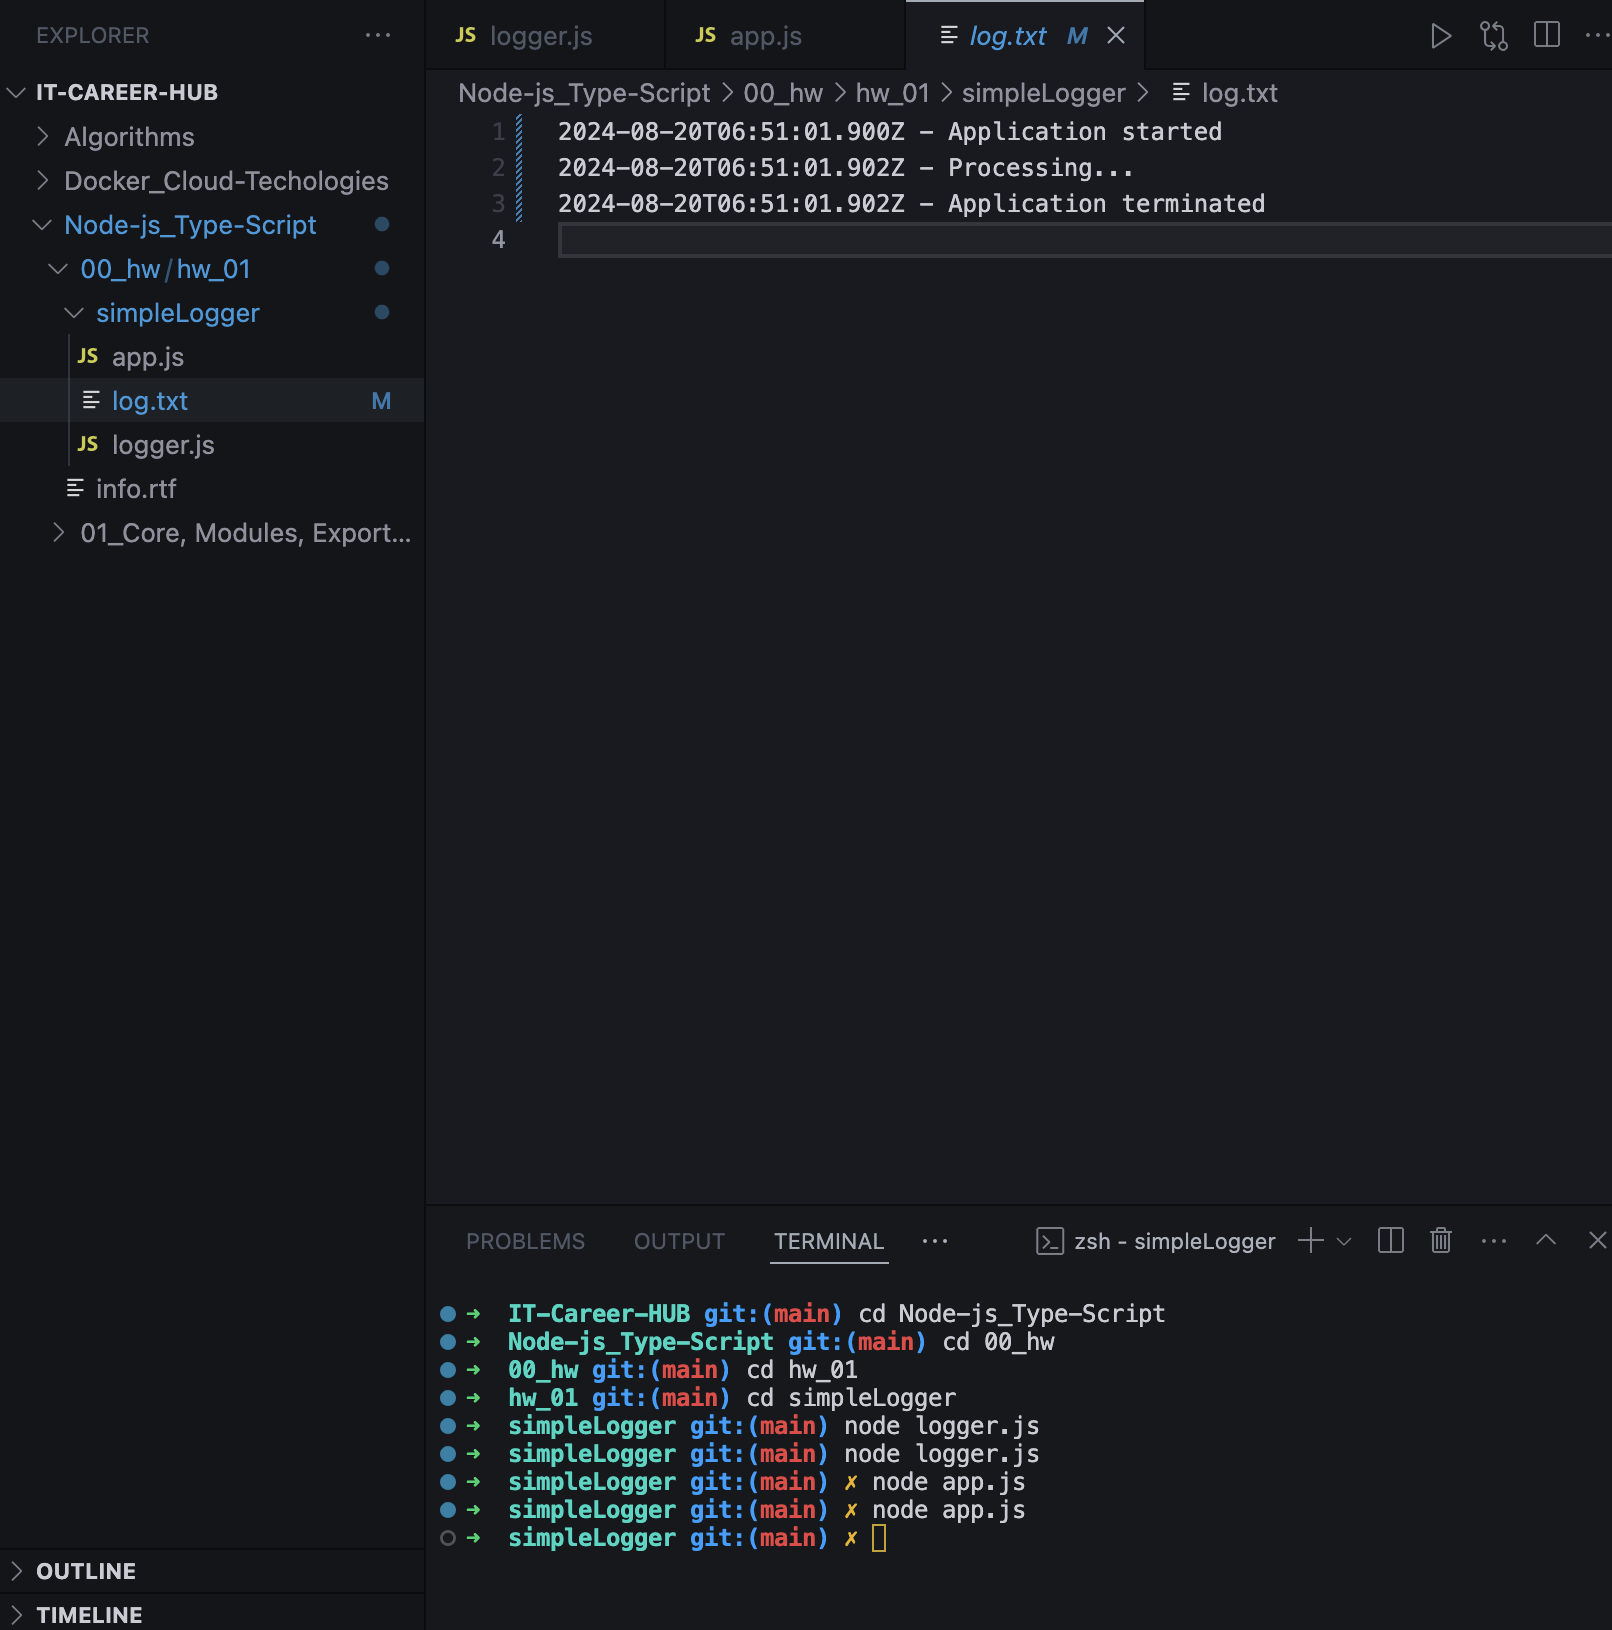 EXPLORER
IT-CAREER-HUB
Algorithms
Docker_Cloud-Techologies
Node-js_Type-Script
00_hw/hw_01
simpleLogger
JS app.js
log.txt M
JS logger.js
info.rtf
01_Core, Modules, Export...
OUTLINE
TIMELINE
JS logger.js
JS app.js
log.txt M
Node-js_Type-Script > 00_hw > hw_01 > simpleLogger > log.txt
1 2024-08-20T06:51:01.900Z - Application started
2 2024-08-20T06:51:01.902Z - Processing...
3 2024-08-20T06:51:01.902Z - Application terminated
4
PROBLEMS OUTPUT TERMINAL ... zsh - simpleLogger
➜ IT-Career-HUB git:(main) cd Node-js_Type-Script
➜ Node-js_Type-Script git:(main) cd 00_hw
➜ 00_hw git:(main) cd hw_01
➜ hw_01 git:(main) cd simpleLogger
➜ simpleLogger git:(main) node logger.js
➜ simpleLogger git:(main) node logger.js
➜ simpleLogger git:(main) ✗ node app.js
➜ simpleLogger git:(main) ✗ node app.js
➜ simpleLogger git:(main) ✗